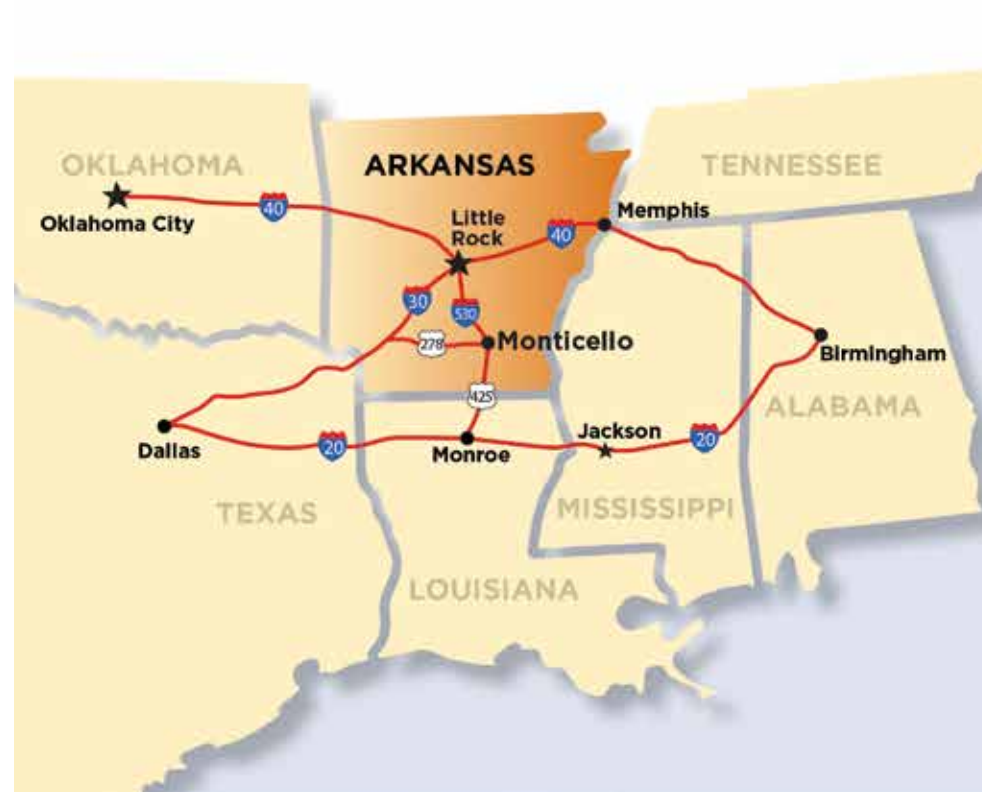 OKLAHOMA
ARKANSAS
TENNESSEE
Oklahoma City
40
Little
Rock
40
Memphis
30
530
278
Monticello
Birmingham
425
ALABAMA
Dallas
20
Monroe
Jackson
20
TEXAS
MISSISSIPPI
LOUISIANA